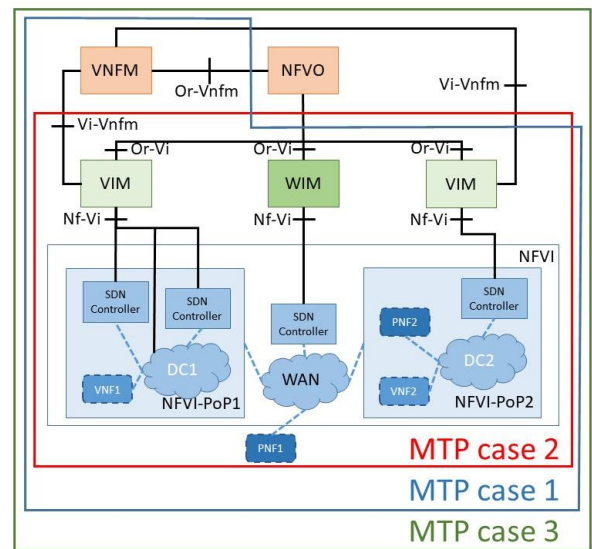 VNFM
NFVO
Or-Vnfm
Vi-Vnfm
Vi-Vnfm
Or-Vi
Or-Vi
Or-Vi
VIM
WIM
VIM
Nf-Vi
Nf-Vi
Nf-Vi
NFVI
SDN
Controller
SDN
Controller
SDN
Controller
SDN
Controller
DC1
VNF1
NFVI-PoP1
WAN
PNF1
PNF2
DC2
VNF2
NFVI-PoP2
MTP case 2
MTP case 1
MTP case 3